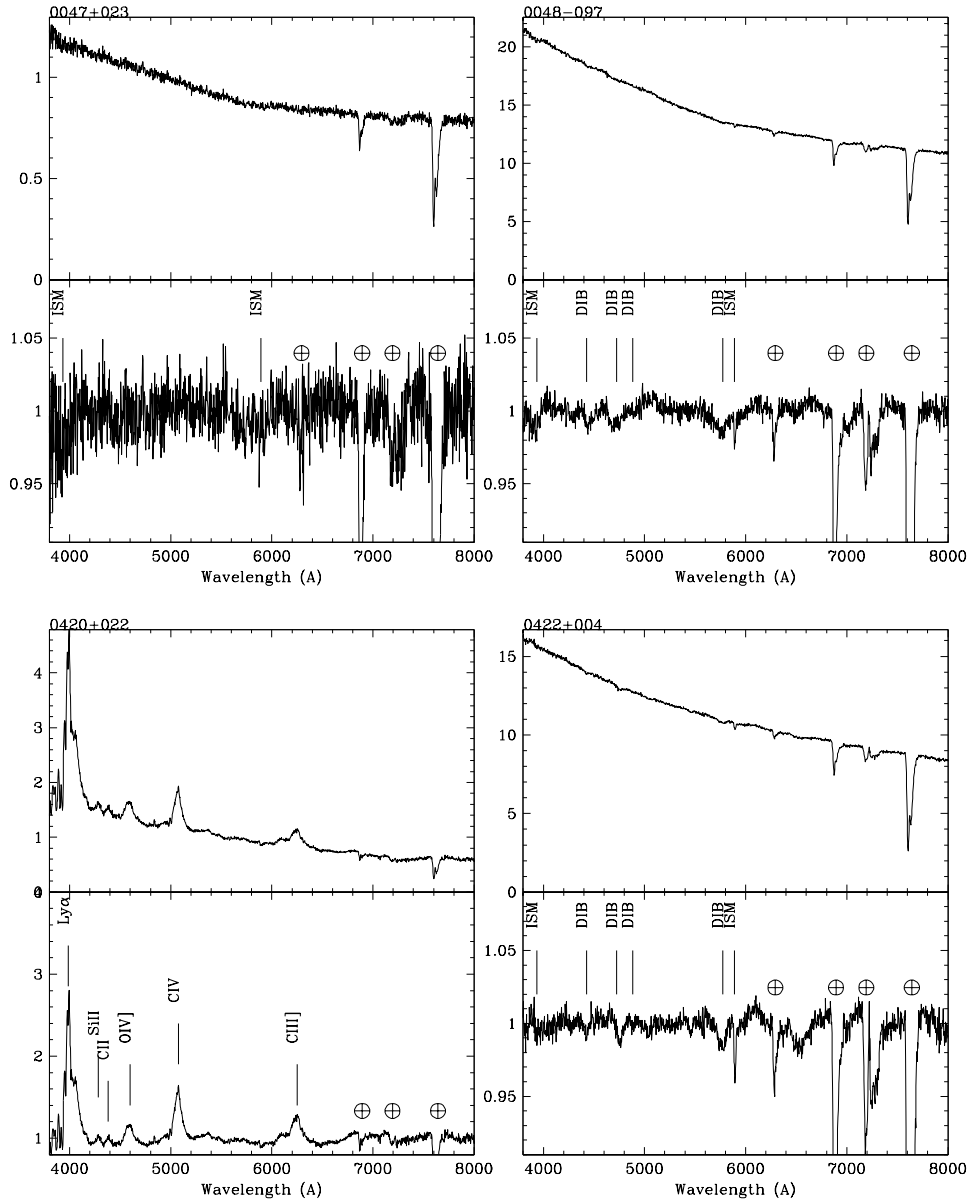 0047+023
1
0.5
0
ISM ISM
1.05
1
0.95
4000 5000 6000 7000 8000
Wavelength (A)
0048−097
20
15
10
5
0
ISM DIB DIB DIB DIB ISM
1.05
1
0.95
4000 5000 6000 7000 8000
Wavelength (A)
0420+022
4
3
2
1
0
4
Lyα SiII CII OIV] CIV CIII]
3
2
1
4000 5000 6000 7000 8000
Wavelength (A)
0422+004
15
10
5
0
ISM DIB DIB DIB DIB ISM
1.05
1
0.95
4000 5000 6000 7000 8000
Wavelength (A)